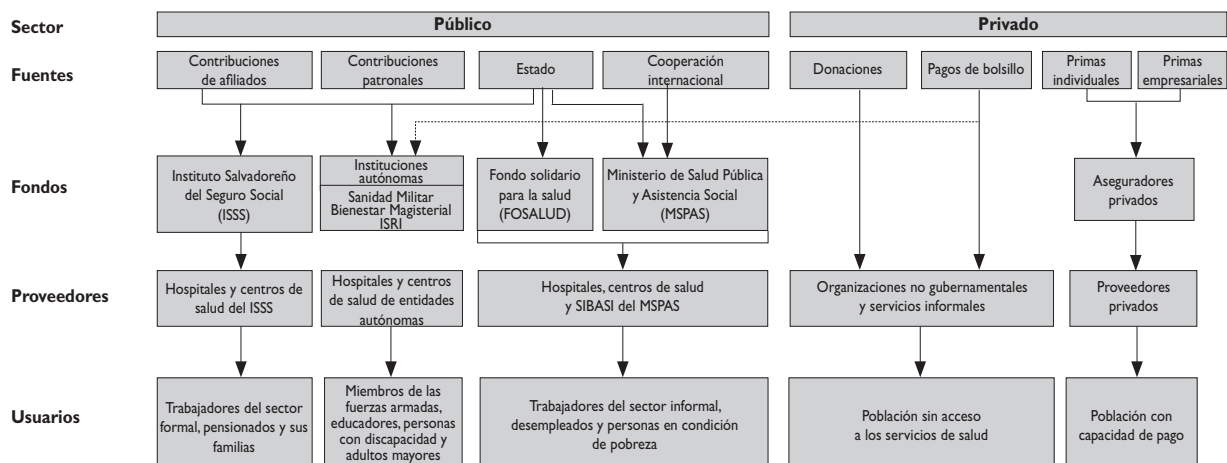 Sector
Público
Privado
Fuentes
Contribuciones
de afiliados
Contribuciones
patronales
Estado
Cooperación
internacional
Donaciones
Pagos de bolsillo
Primas
individuales
Primas
empresariales
Fondos
Instituto Salvadoreño
del Seguro Social
(ISSS)
Instituciones
autónomas
Sanidad Militar
Bienestar Magisterial
ISRI
Fondo solidario
para la salud
(FOSALUD)
Ministerio de Salud Pública
y Asistencia Social
(MSPAS)
Aseguradores
privados
Proveedores
Hospitales y centros de
salud del ISSS
Hospitales y centros
de salud de entidades
autónomas
Hospitales, centros de salud
y SIBASI del MSPAS
Organizaciones no gubernamentales
y servicios informales
Proveedores
privados
Usuarios
Trabajadores del sector
formal, pensionados y sus
familias
Miembros de las
fuerzas armadas,
educadores, personas
con discapacidad y
adultos mayores
Trabajadores del sector informal,
desempleados y personas en condición
de pobreza
Población sin acceso
a los servicios de salud
Población con
capacidad de pago